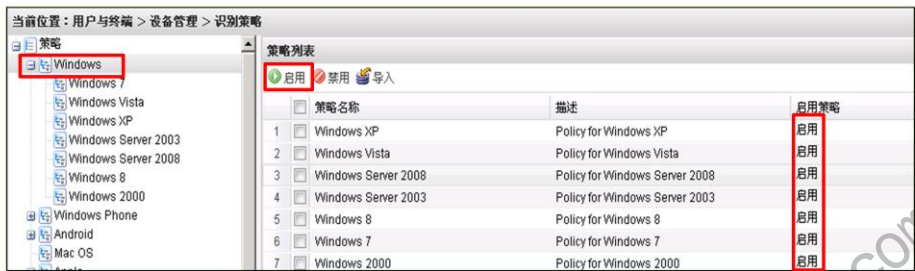 当前位置：用户与终端 > 设备管理 > 识别策略
策略
Windows
Windows 7
Windows Vista
Windows XP
Windows Server 2003
Windows Server 2008
Windows 8
Windows 2000
Windows Phone
Android
Mac OS
策略列表
启用 禁用 导入
策略名称 描述 启用策略
1 Windows XP Policy for Windows XP 启用
2 Windows Vista Policy for Windows Vista 启用
3 Windows Server 2008 Policy for Windows Server 2008 启用
4 Windows Server 2003 Policy for Windows Server 2003 启用
5 Windows 8 Policy for Windows 8 启用
6 Windows 7 Policy for Windows 7 启用
7 Windows 2000 Policy for Windows 2000 启用